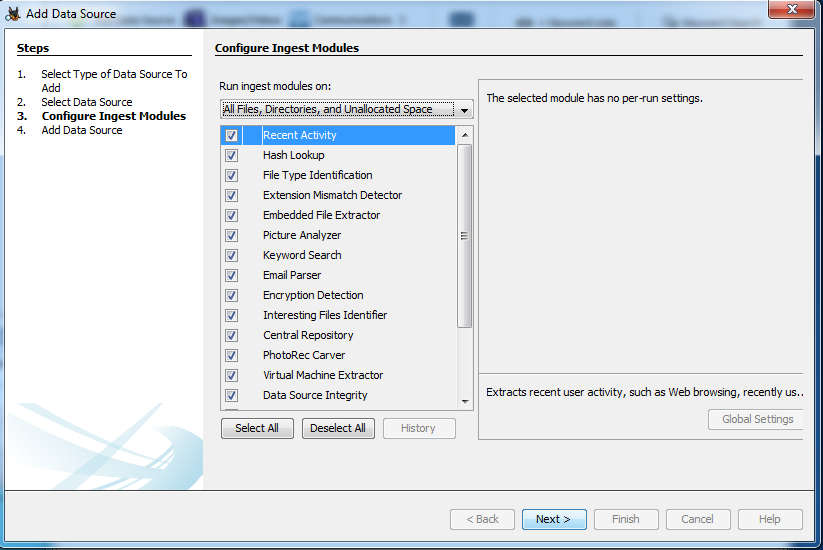 Add Data Source
Steps
1. Select Type of Data Source To
Add
2. Select Data Source
3. Configure Ingest Modules
4. Add Data Source
Configure Ingest Modules
Run ingest modules on:
All Files, Directories, and Unallocated Space
Recent Activity
Hash Lookup
File Type Identification
Extension Mismatch Detector
Embedded File Extractor
Picture Analyzer
Keyword Search
Email Parser
Encryption Detection
Interesting Files Identifier
Central Repository
PhotoRec Carver
Virtual Machine Extractor
Data Source Integrity
Select All
Deselect All
History
The selected module has no per-run settings.
Extracts recent user activity, such as Web browsing, recently us..
Global Settings
< Back
Next >
Finish
Cancel
Help